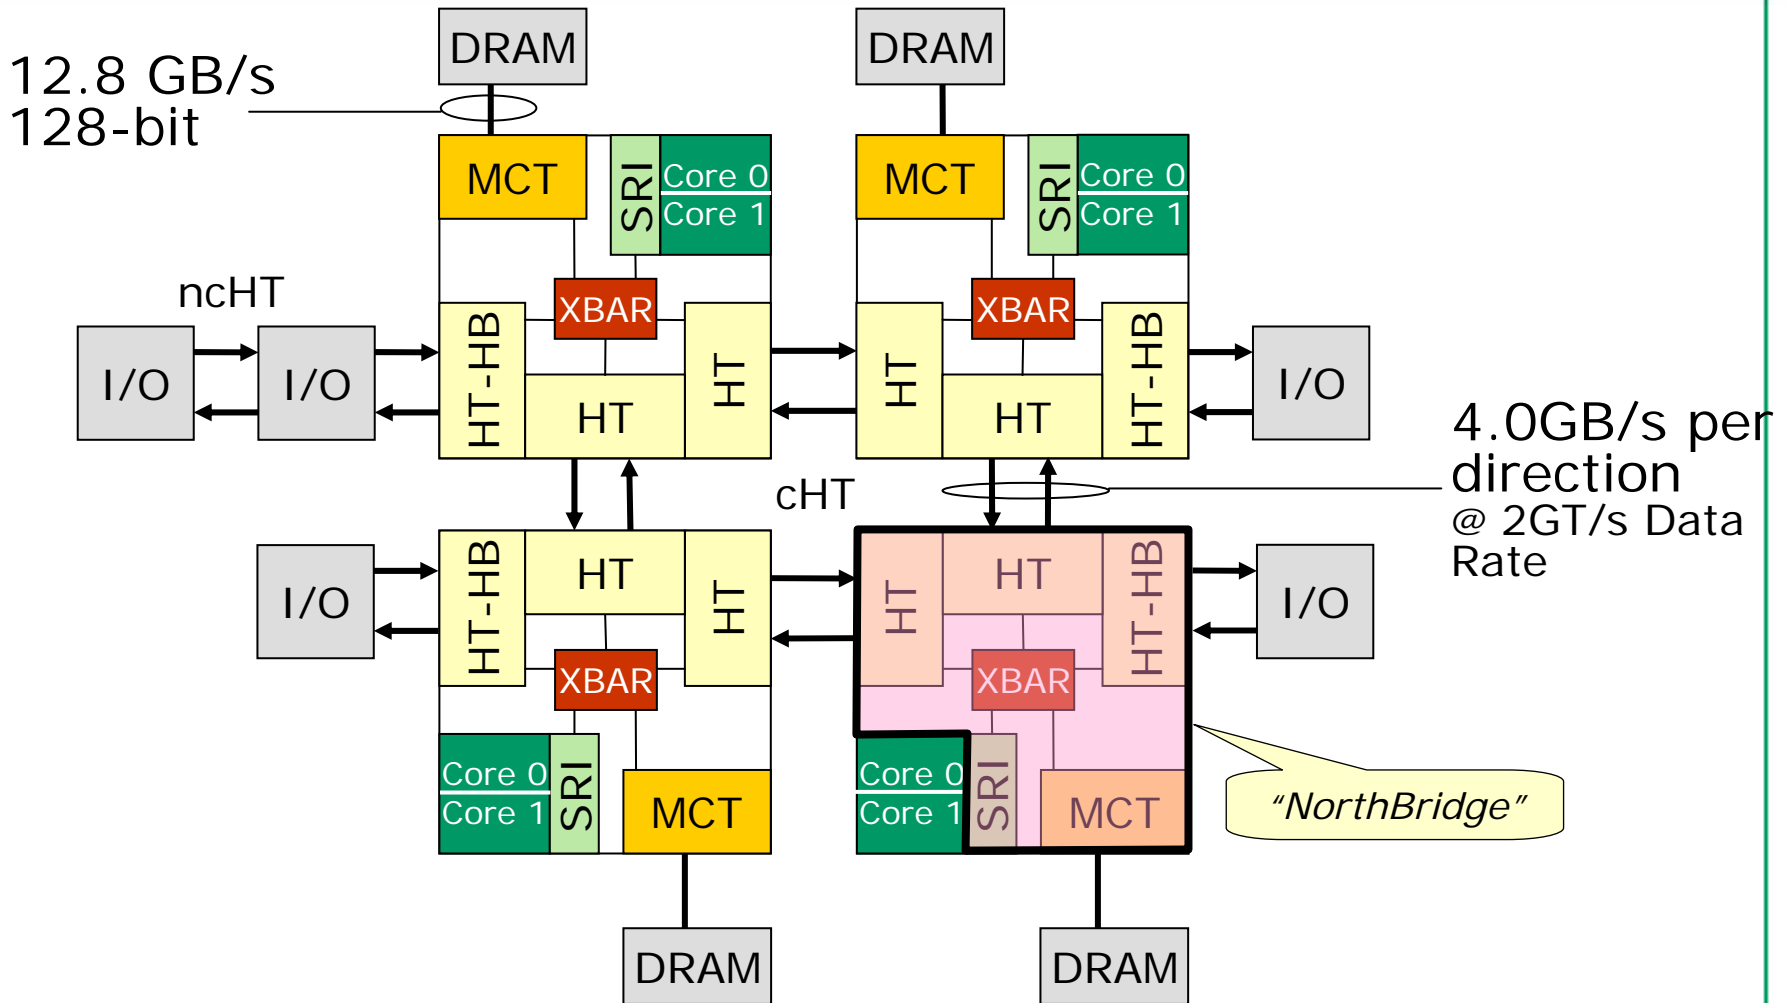 DRAM
DRAM
12.8 GB/s
128-bit
MCT
SRI
Core 0
Core 1
MCT
SRI
Core 0
Core 1
ncHT
XBAR
XBAR
I/O
I/O
HT-HB
HT
HT
HT
HT
HT-HB
I/O
4.0GB/s per
direction
@ 2GT/s Data
Rate
cHT
I/O
HT-HB
HT
HT
HT
HT
HT-HB
I/O
XBAR
XBAR
Core 0
Core 1
SRI
MCT
Core 0
Core 1
SRI
MCT
“NorthBridge”
DRAM
DRAM